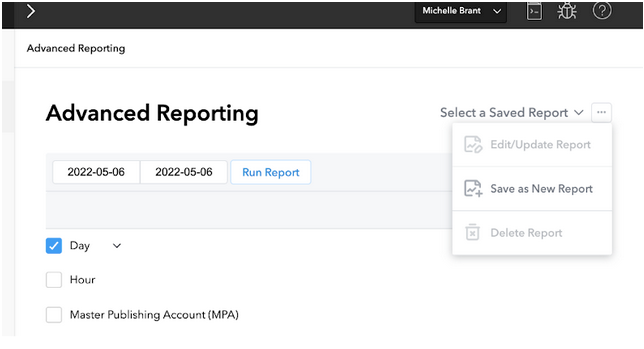 Michelle Brant
Advanced Reporting
Advanced Reporting
Select a Saved Report
Edit/Update Report
2022-05-06 2022-05-06 Run Report
Save as New Report
Delete Report
Day
Hour
Master Publishing Account (MPA)